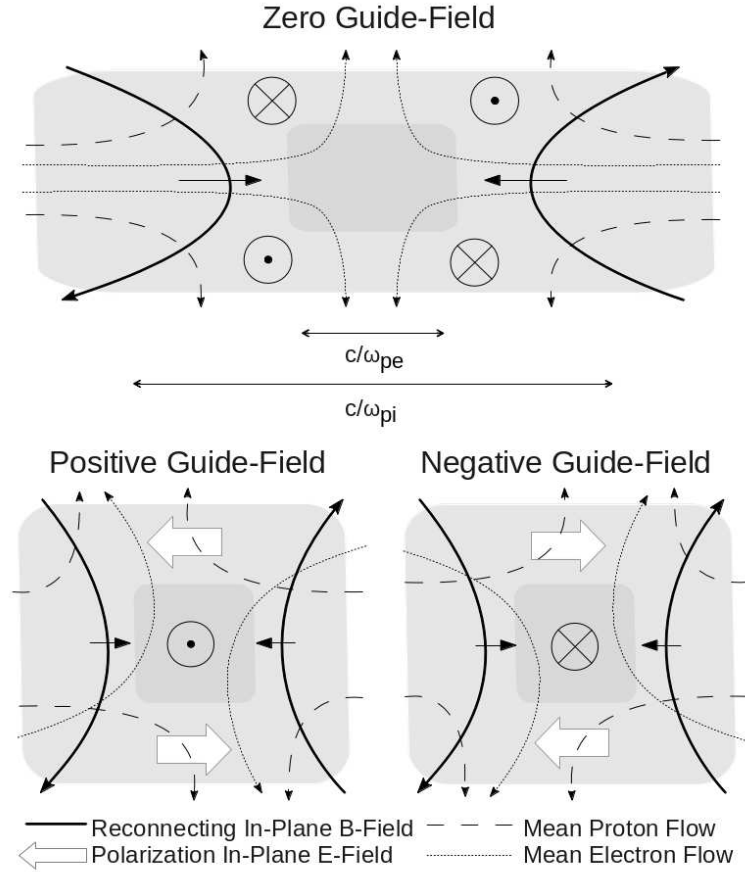 Zero Guide-Field
c/ωpe
c/ωpi
Positive Guide-Field
Negative Guide-Field
Reconnecting In-Plane B-Field
Mean Proton Flow
Polarization In-Plane E-Field
Mean Electron Flow